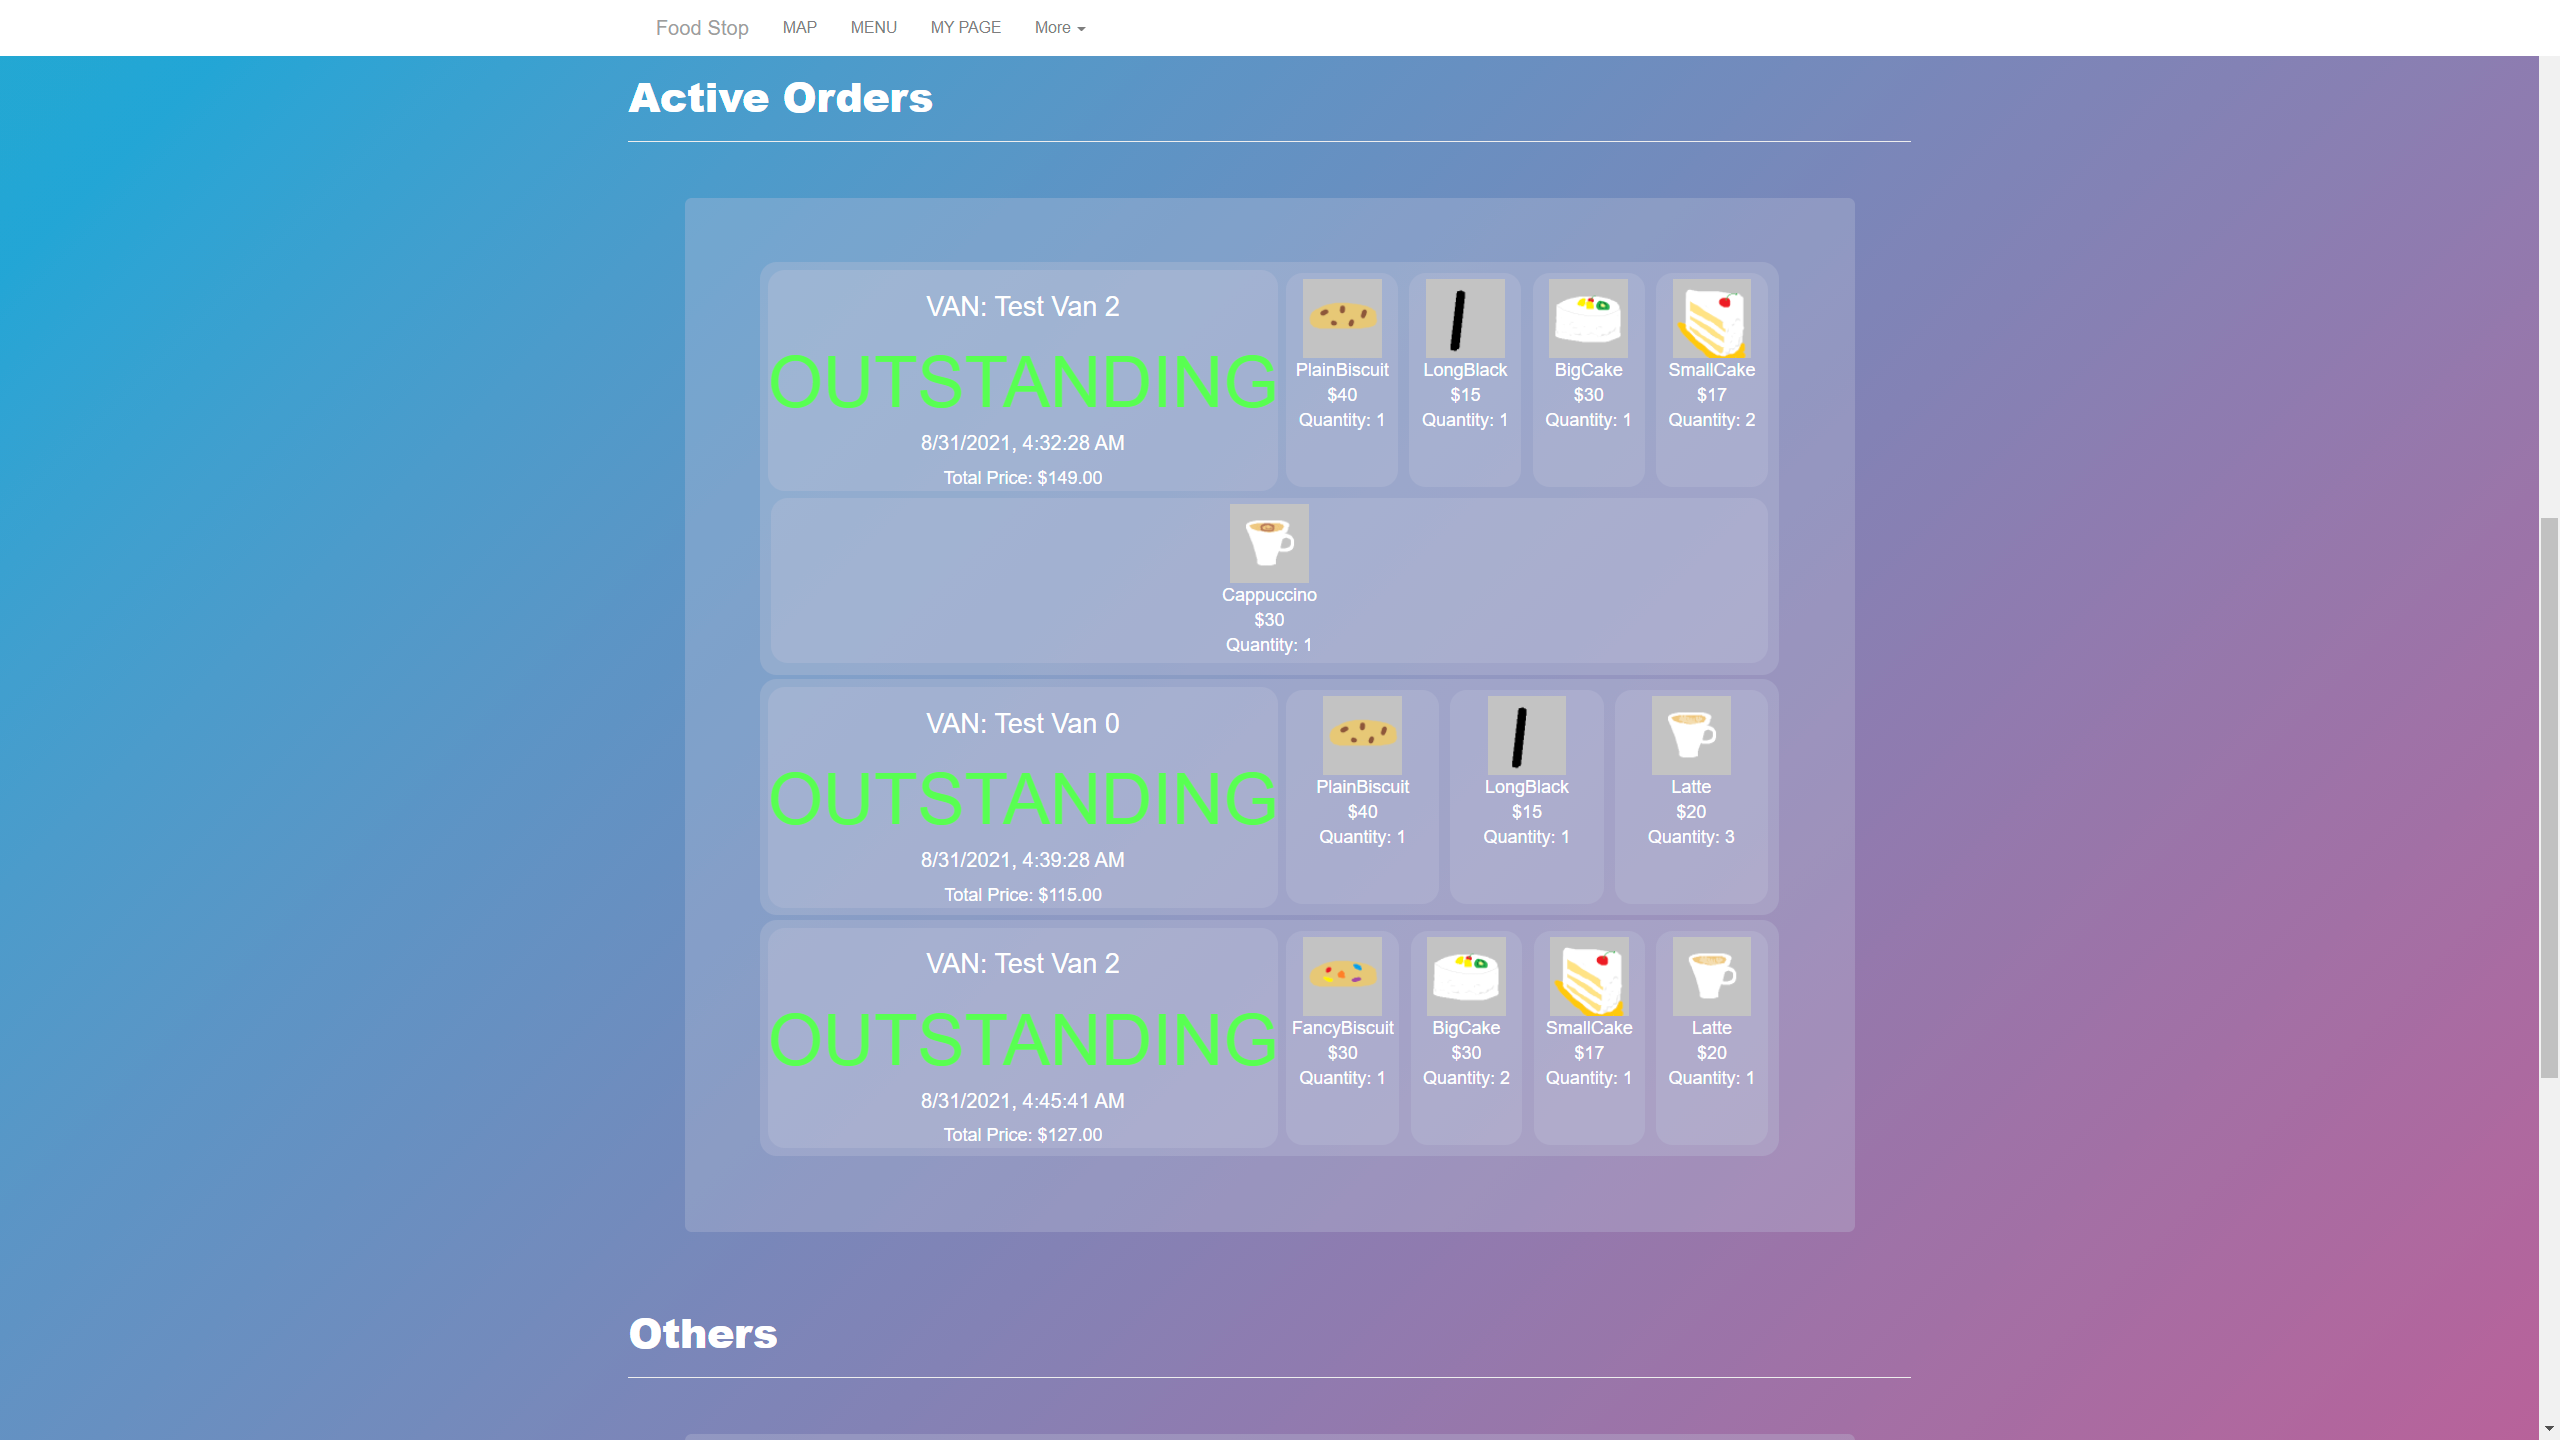 Food Stop MAP MENU MY PAGE More
Active Orders
VAN: Test Van 2
OUTSTANDING
8/31/2021, 4:32:28 AM
Total Price: $149.00
PlainBiscuit
$40
Quantity: 1
LongBlack
$15
Quantity: 1
BigCake
$30
Quantity: 1
SmallCake
$17
Quantity: 2
Cappuccino
$30
Quantity: 1
VAN: Test Van 0
OUTSTANDING
8/31/2021, 4:39:28 AM
Total Price: $115.00
PlainBiscuit
$40
Quantity: 1
LongBlack
$15
Quantity: 1
Latte
$20
Quantity: 3
VAN: Test Van 2
OUTSTANDING
8/31/2021, 4:45:41 AM
Total Price: $127.00
FancyBiscuit
$30
Quantity: 1
BigCake
$30
Quantity: 2
SmallCake
$17
Quantity: 1
Latte
$20
Quantity: 1
Others